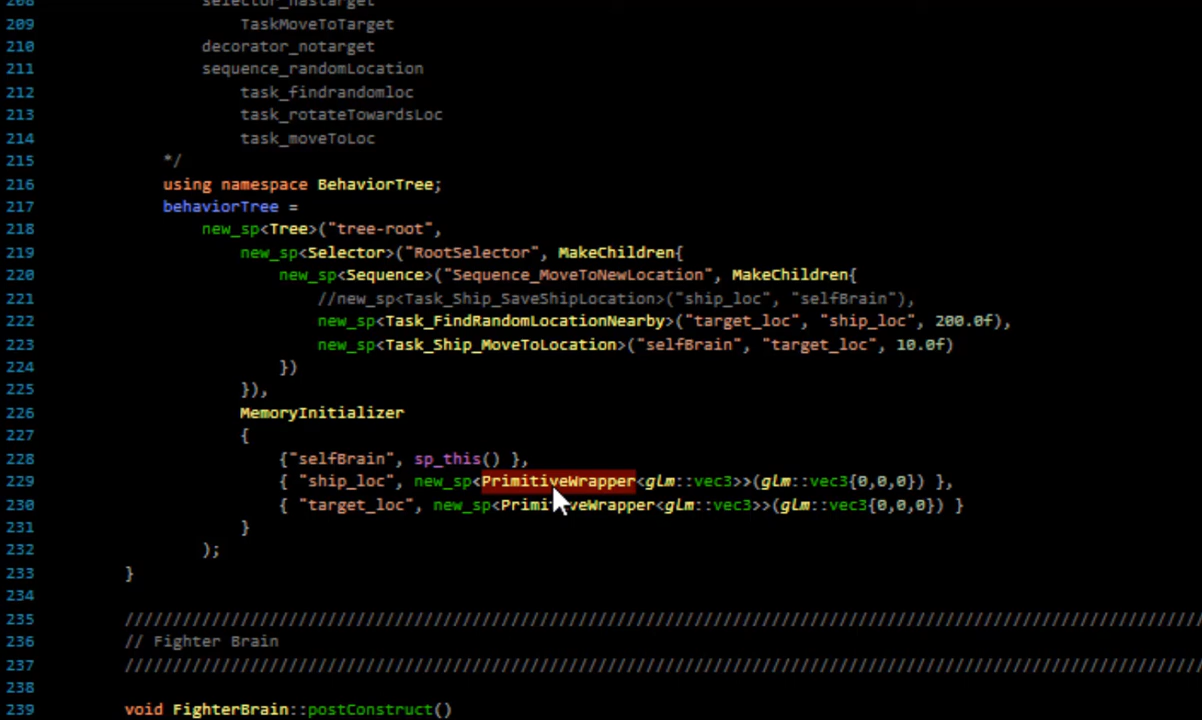 208                 selector_hastarget
209                     TaskMoveToTarget
210                 decorator_notarget
211                 sequence_randomLocation
212                     task_findrandomloc
213                     task_rotateTowardsLoc
214                     task_moveToLoc
215             */
216             using namespace BehaviorTree;
217             behaviorTree =
218                 new_sp<Tree>("tree-root",
219                     new_sp<Selector>("RootSelector", MakeChildren{
220                         new_sp<Sequence>("Sequence_MoveToNewLocation", MakeChildren{
221                             //new_sp<Task_Ship_SaveShipLocation>("ship_loc", "selfBrain"),
222                             new_sp<Task_FindRandomLocationNearby>("target_loc", "ship_loc", 200.0f),
223                             new_sp<Task_Ship_MoveToLocation>("selfBrain", "target_loc", 10.0f)
224                         })
225                     }),
226                     MemoryInitializer
227                     {
228                         {"selfBrain", sp_this() },
229                         { "ship_loc", new_sp<PrimitiveWrapper<glm::vec3>>(glm::vec3{0,0,0}) },
230                         { "target_loc", new_sp<PrimitiveWrapper<glm::vec3>>(glm::vec3{0,0,0}) }
231                     }
232                 );
233         }
234
235         ////////////////////////////////////////////////////////////////////////////////////////////////////////////////
236         // Fighter Brain
237         ////////////////////////////////////////////////////////////////////////////////////////////////////////////////
238
239         void FighterBrain::postConstruct()